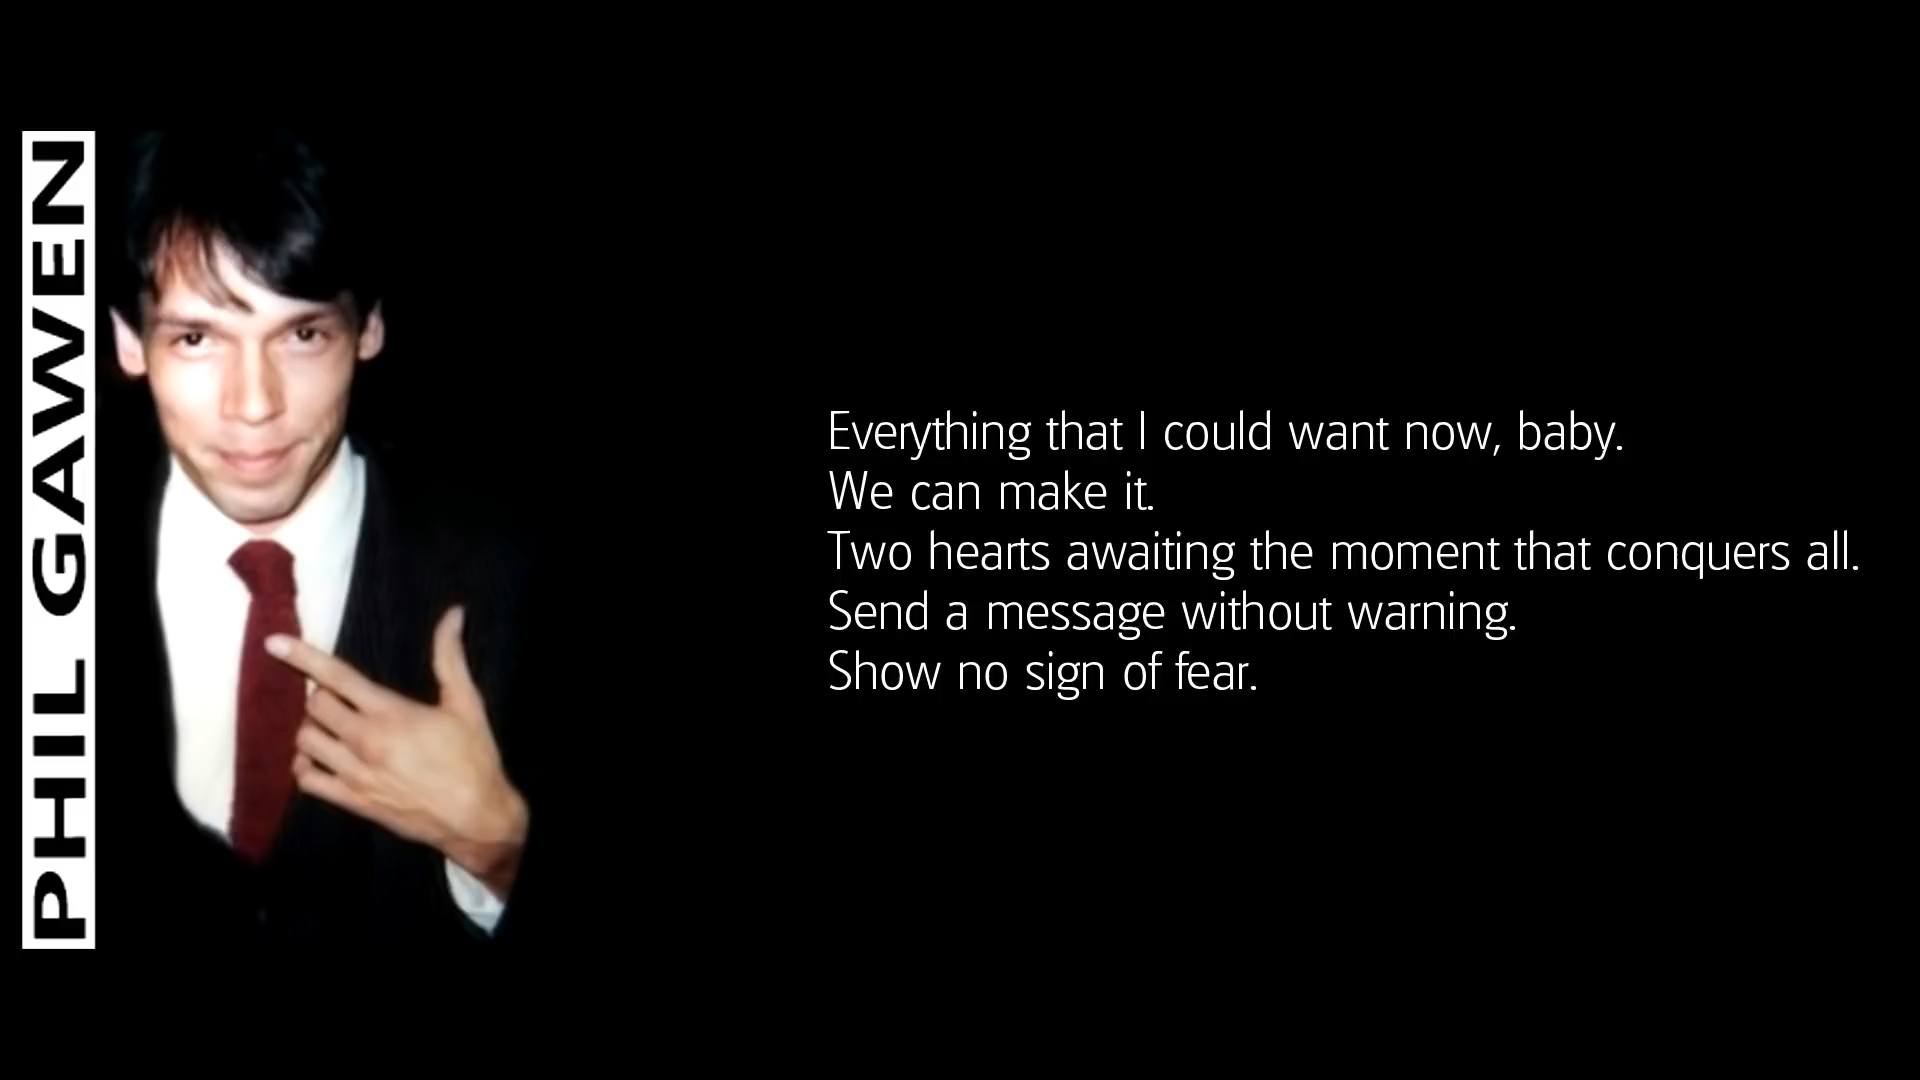 PHIL GAWEN
Everything that I could want now, baby.
We can make it.
Two hearts awaiting the moment that conquers all.
Send a message without warning.
Show no sign of fear.